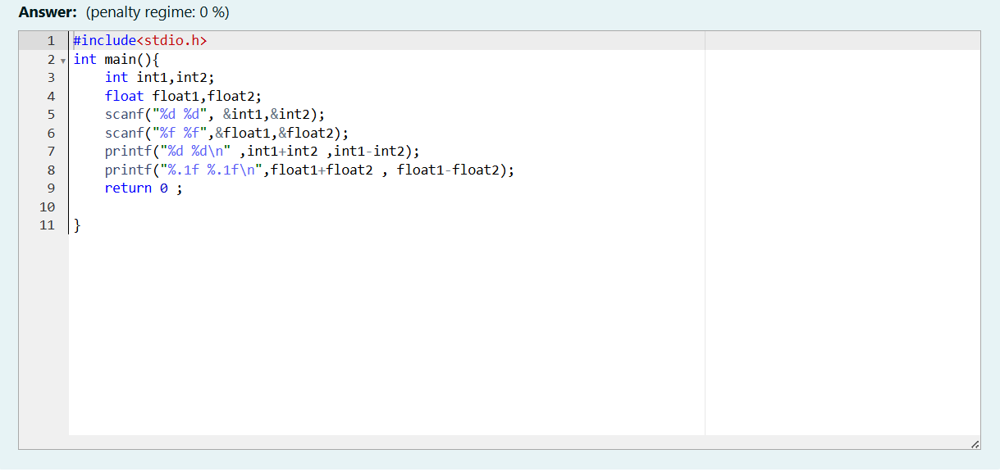 Answer: (penalty regime: 0 %)
1 #include<stdio.h>
2 int main(){
3     int int1,int2;
4     float float1,float2;
5     scanf("%d %d", &int1,&int2);
6     scanf("%f %f",&float1,&float2);
7     printf("%d %d\n" ,int1+int2 ,int1-int2);
8     printf("%.1f %.1f\n",float1+float2 , float1-float2);
9     return 0 ;
10
11 }